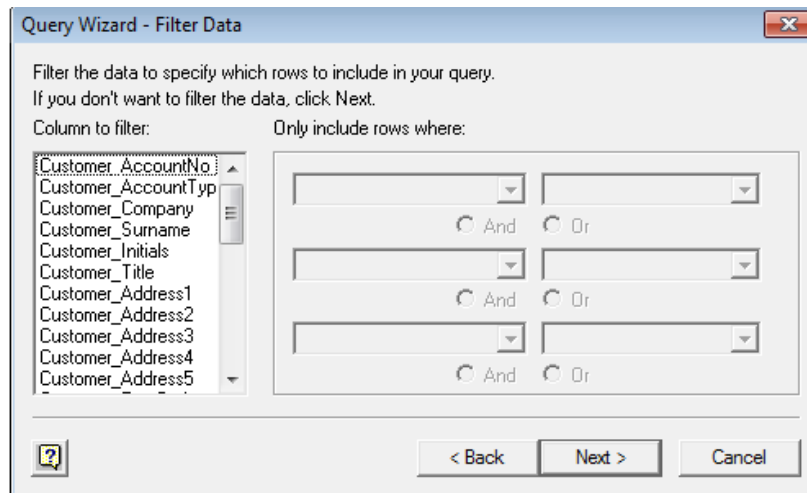 Query Wizard - Filter Data
Filter the data to specify which rows to include in your query.
If you don't want to filter the data, click Next.
Column to filter:
Only include rows where:
Customer_AccountNo
Customer_AccountTyp
Customer_Company
Customer_Surname
Customer_Initials
Customer_Title
Customer_Address1
Customer_Address2
Customer_Address3
Customer_Address4
Customer_Address5
And Or
And Or
And Or
< Back Next > Cancel